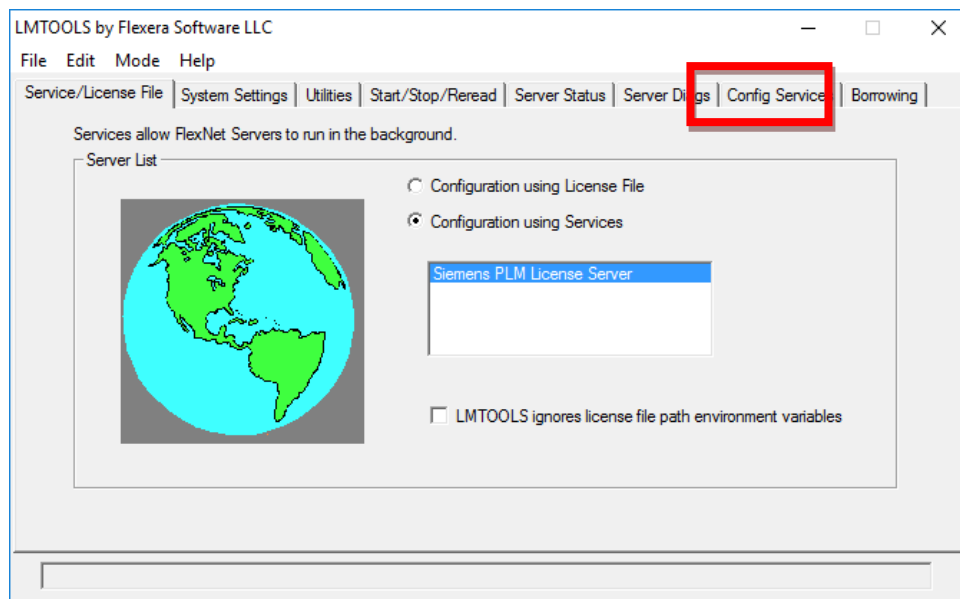 LMTOOLS by Flexera Software LLC
File Edit Mode Help
Service/License File System Settings Utilities Start/Stop/Reread Server Status Server Diags Config Services Borrowing
Services allow FlexNet Servers to run in the background.
Server List
Configuration using License File
Configuration using Services
Siemens PLM License Server
LMTOOLS ignores license file path environment variables